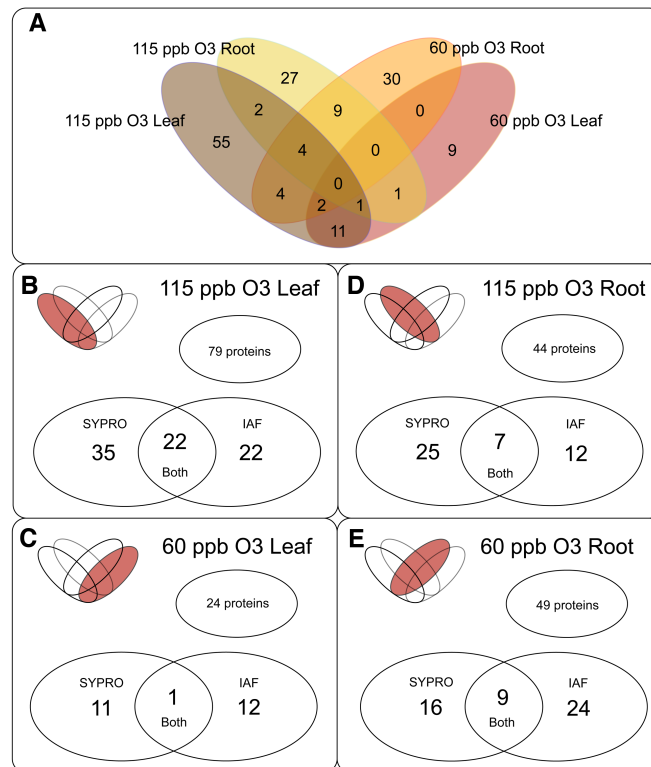 A
115 ppb O3 Root
60 ppb O3 Root
27
30
2
9
0
115 ppb O3 Leaf
60 ppb O3 Leaf
55
4
0
9
0
4
2
1
1
11
B
115 ppb O3 Leaf
79 proteins
SYPRO
IAF
35
22
22
Both
D
115 ppb O3 Root
44 proteins
SYPRO
IAF
25
7
12
Both
C
60 ppb O3 Leaf
24 proteins
SYPRO
IAF
11
1
12
Both
E
60 ppb O3 Root
49 proteins
SYPRO
IAF
16
9
24
Both